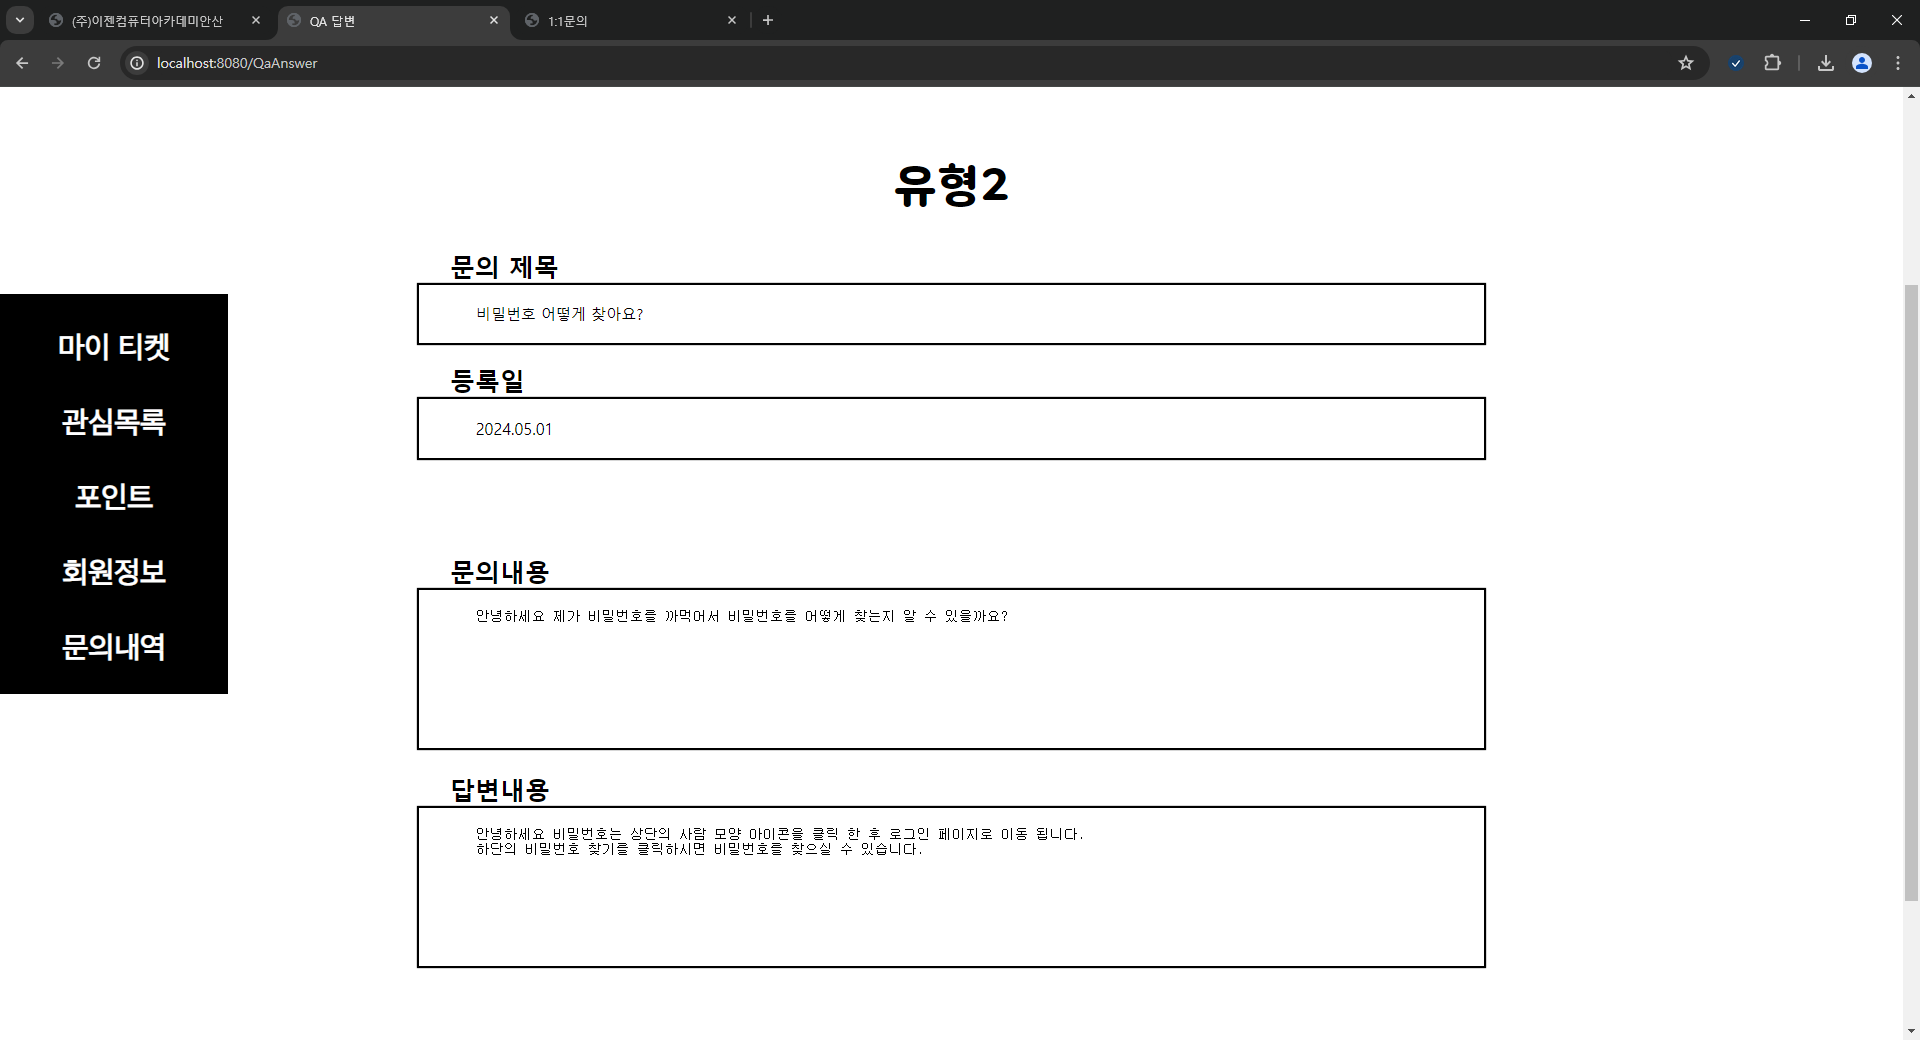 (주)이젠컴퓨터아카데미안산
QA 답변
1:1문의
localhost:8080/QaAnswer
유형2
문의 제목
비밀번호 어떻게 찾아요?
등록일
2024.05.01
마이 티켓
관심목록
포인트
회원정보
문의내역
문의내용
안녕하세요 제가 비밀번호를 까먹어서 비밀번호를 어떻게 찾는지 알 수 있을까요?
답변내용
안녕하세요 비밀번호는 상단의 사람 모양 아이콘을 클릭 한 후 로그인 페이지로 이동 됩니다.
하단의 비밀번호 찾기를 클릭하시면 비밀번호를 찾으실 수 있습니다.